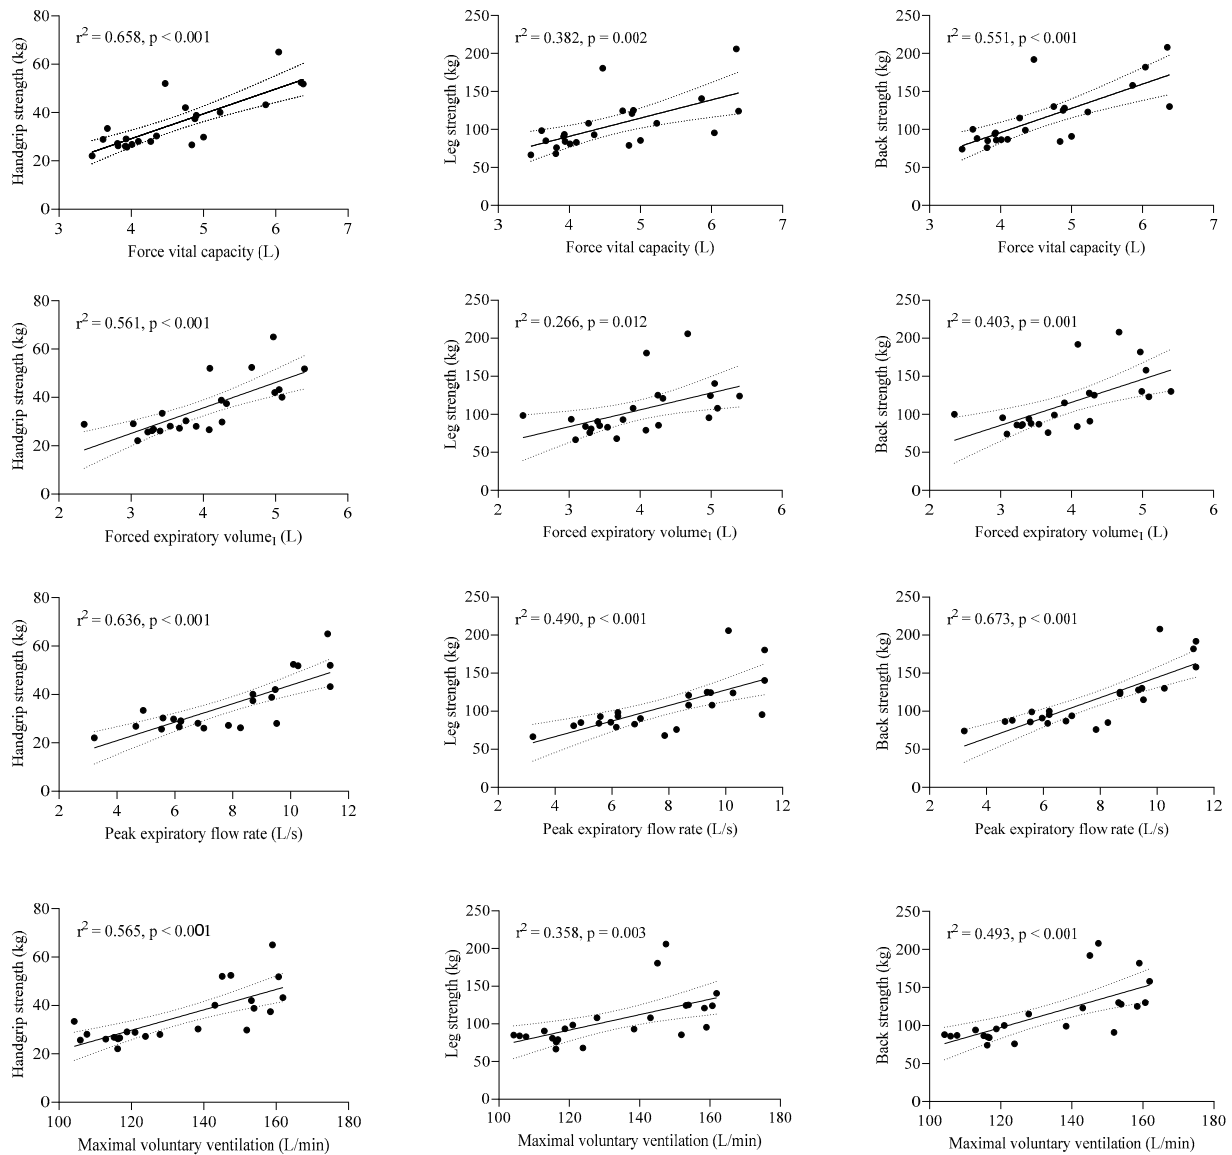 r² = 0.658, p < 0.001
Handgrip strength (kg)
80
60
40
20
0
3 4 5 6 7
Force vital capacity (L)
r² = 0.382, p = 0.002
Leg strength (kg)
250
200
150
100
50
0
3 4 5 6 7
Force vital capacity (L)
r² = 0.551, p < 0.001
Back strength (kg)
250
200
150
100
50
0
3 4 5 6 7
Force vital capacity (L)
r² = 0.561, p < 0.001
Handgrip strength (kg)
80
60
40
20
0
2 3 4 5 6
Forced expiratory volume₁ (L)
r² = 0.266, p = 0.012
Leg strength (kg)
250
200
150
100
50
0
2 3 4 5 6
Forced expiratory volume₁ (L)
r² = 0.403, p = 0.001
Back strength (kg)
250
200
150
100
50
0
2 3 4 5 6
Forced expiratory volume₁ (L)
r² = 0.636, p < 0.001
Handgrip strength (kg)
80
60
40
20
0
2 4 6 8 10 12
Peak expiratory flow rate (L/s)
r² = 0.490, p < 0.001
Leg strength (kg)
250
200
150
100
50
0
2 4 6 8 10 12
Peak expiratory flow rate (L/s)
r² = 0.673, p < 0.001
Back strength (kg)
250
200
150
100
50
0
2 4 6 8 10 12
Peak expiratory flow rate (L/s)
r² = 0.565, p < 0.001
Handgrip strength (kg)
80
60
40
20
0
100 120 140 160 180
Maximal voluntary ventilation (L/min)
r² = 0.358, p = 0.003
Leg strength (kg)
250
200
150
100
50
0
100 120 140 160 180
Maximal voluntary ventilation (L/min)
r² = 0.493, p < 0.001
Back strength (kg)
250
200
150
100
50
0
100 120 140 160 180
Maximal voluntary ventilation (L/min)